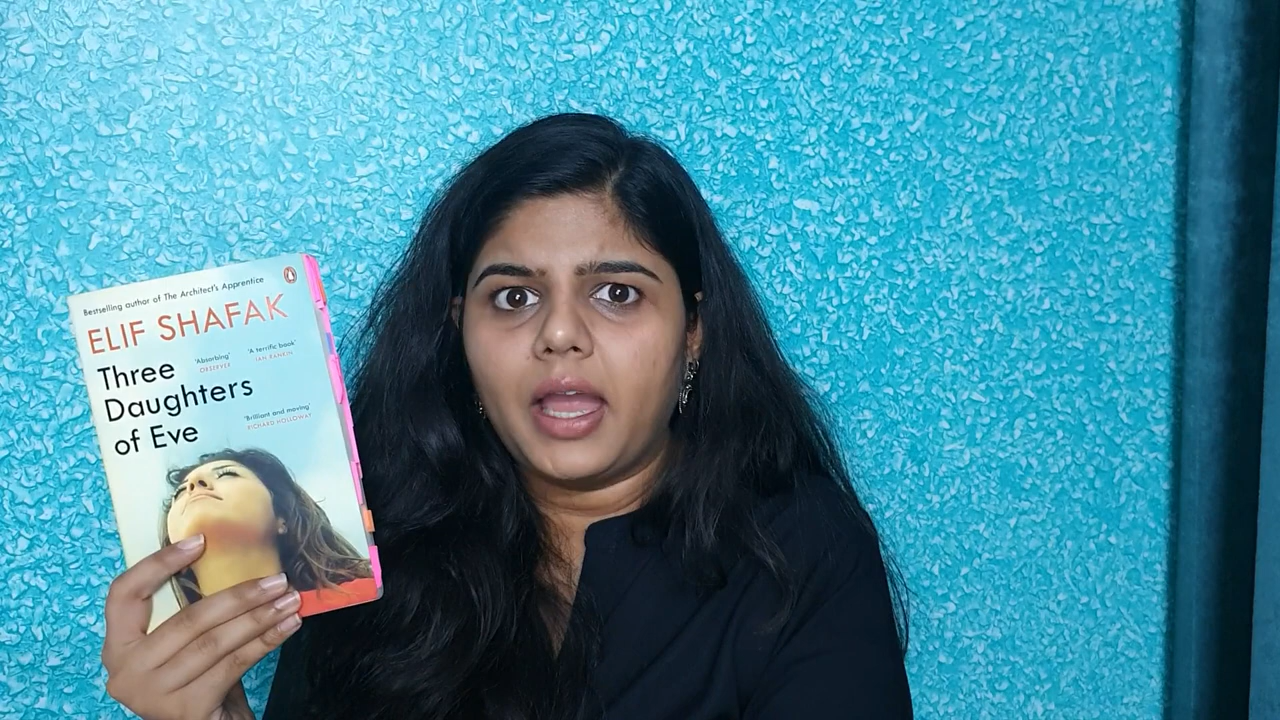 Bestselling author of The Architect's Apprentice
ELIF SHAFAK
Three
Daughters
of Eve
'Absorbing'
OBSERVER
'A terrific book'
IAN RANKIN
'Brilliant and moving'
RICHARD HOLLOWAY